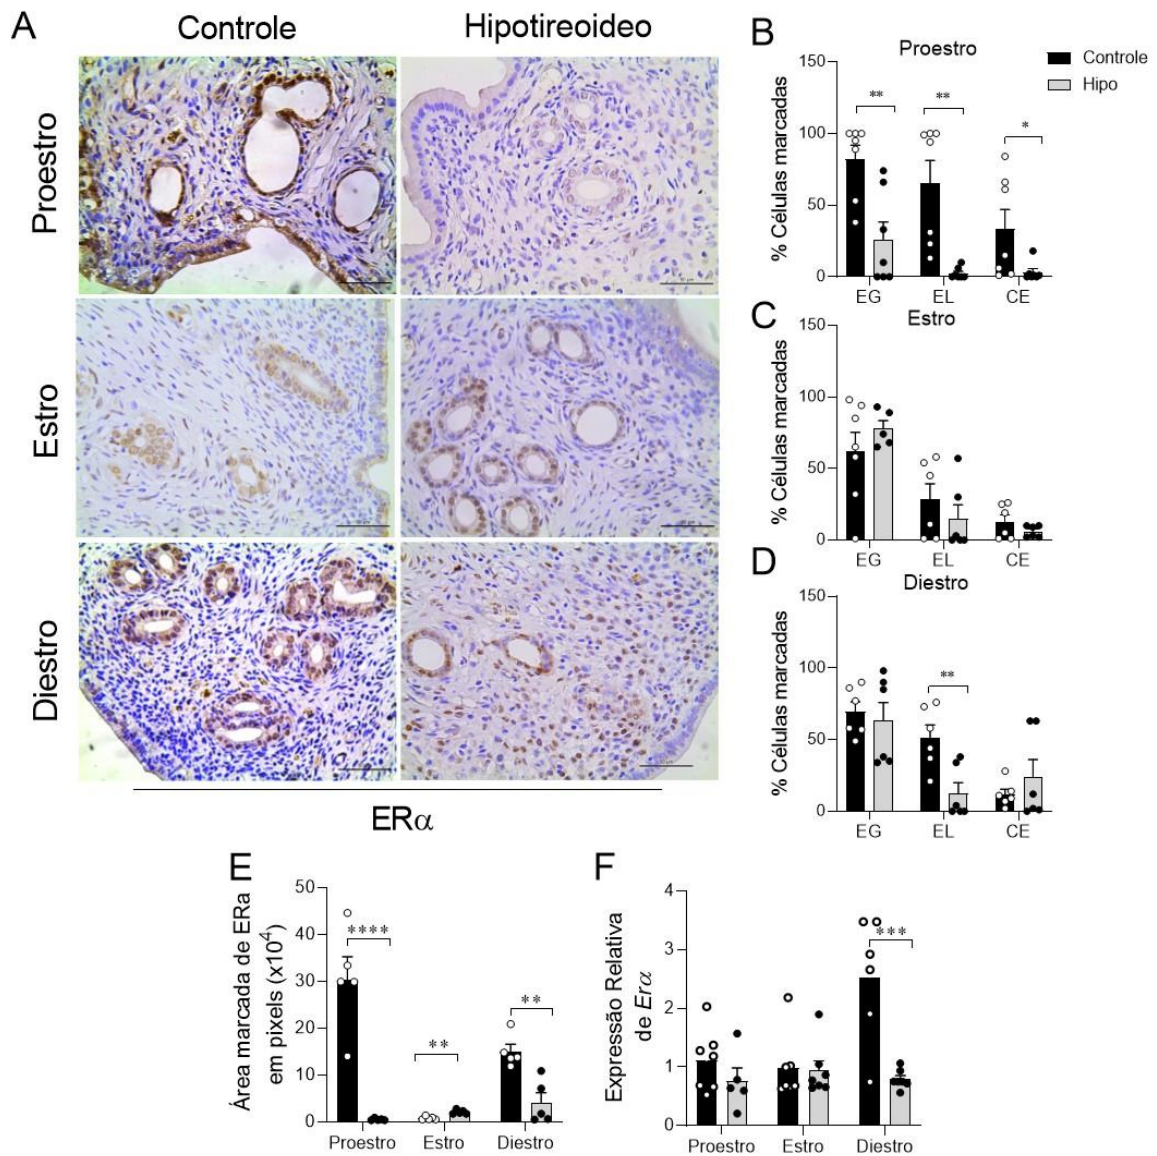 A
Controle
Hipotireoideo
Proestro
Estro
Diestro
ERα
B
Proestro
Controle
Hipo
% Células marcadas
150
100
50
0
**
**
*
EG
EL
CE
C
Estro
% Células marcadas
150
100
50
0
EG
EL
CE
D
Diestro
% Células marcadas
150
100
50
0
**
EG
EL
CE
E
Área marcada de ERa
em pixels (x10⁴)
50
40
30
20
10
0
****
**
**
Proestro
Estro
Diestro
F
Expressão Relativa
de Erα
4
3
2
1
0
***
Proestro
Estro
Diestro